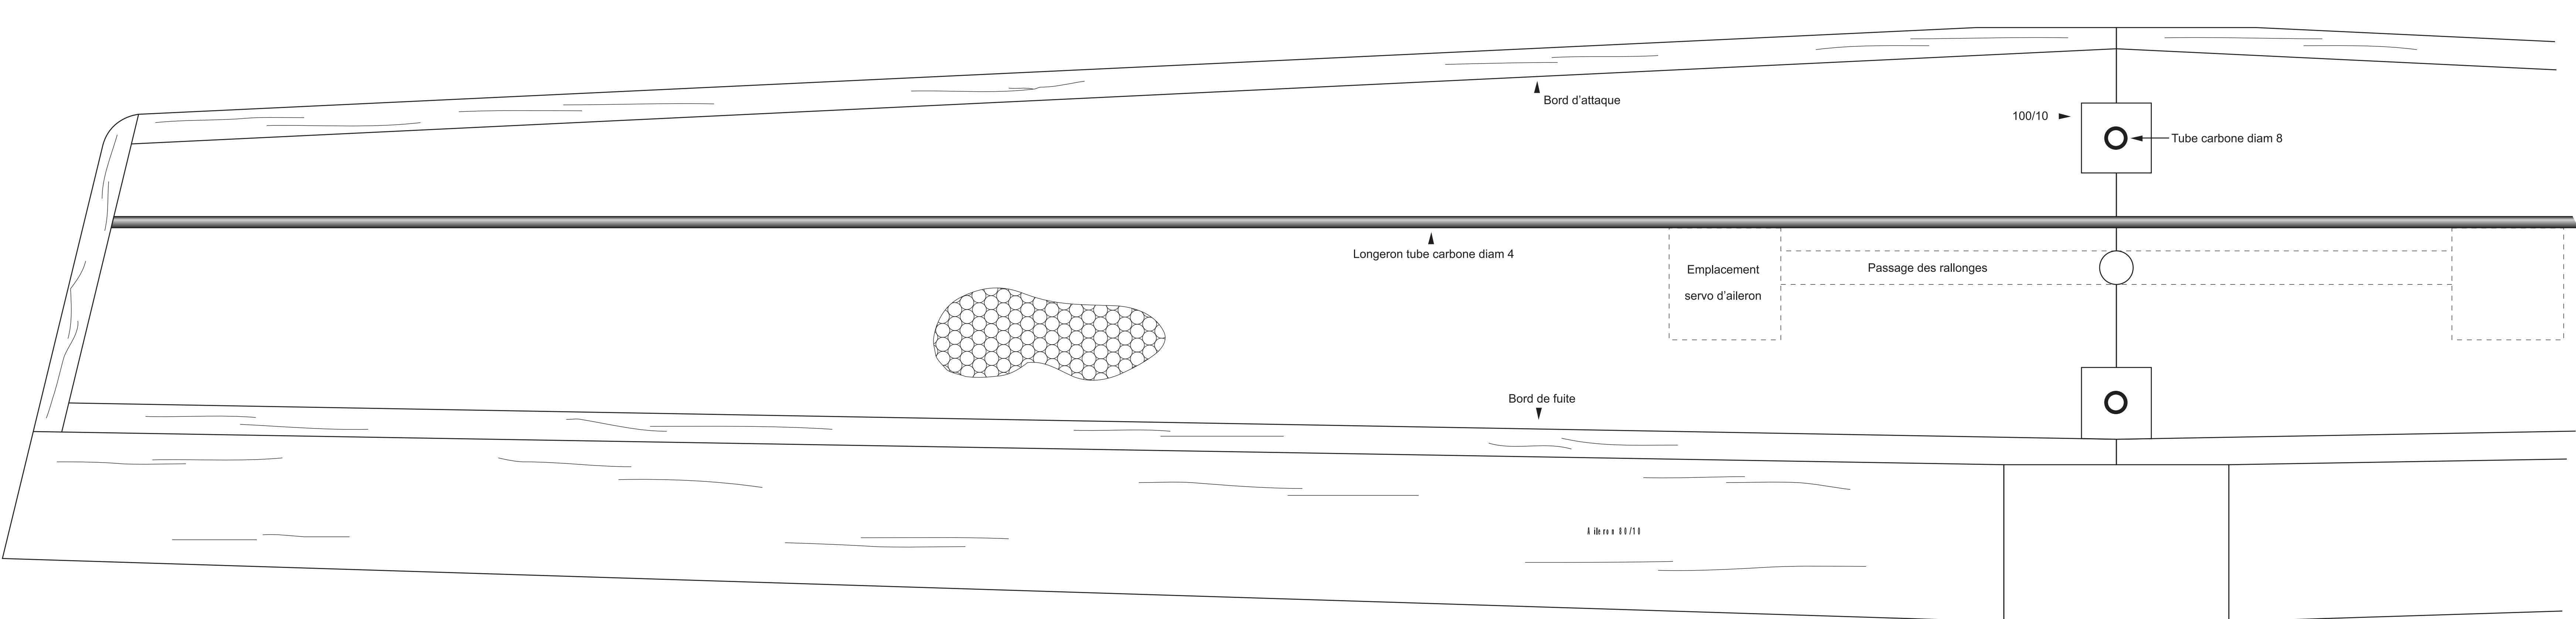 Bord d'attaque
100/10
Tube carbone diam 8
Longeron tube carbone diam 4
Emplacement
servo d'aileron
Passage des rallonges
Bord de fuite
Aileron 80/10